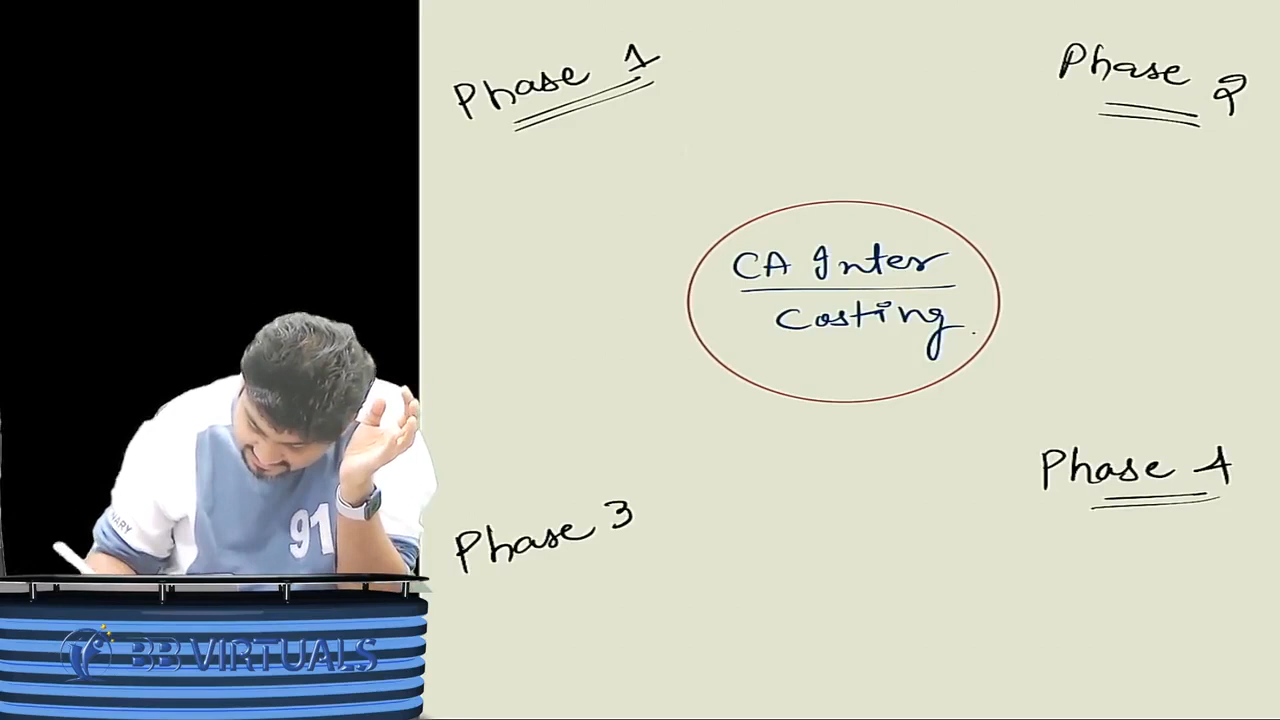 Phase 1
Phase 2
CA Inter
Costing
Phase 3
Phase 4
91
BB VIRTUALS